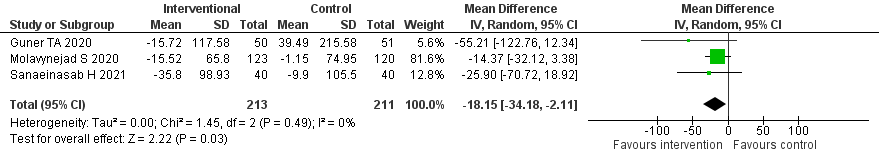 Interventional Control Mean Difference Mean Difference
Study or Subgroup Mean SD Total Mean SD Total Weight IV, Random, 95% CI IV, Random, 95% CI
Guner TA 2020 -15.72 117.58 50 39.49 215.58 51 5.6% -55.21 [-122.76, 12.34]
Molavynejad S 2020 -15.52 65.8 123 -1.15 74.95 120 81.6% -14.37 [-32.12, 3.38]
Sanaeinasab H 2021 -35.8 98.93 40 -9.9 105.5 40 12.8% -25.90 [-70.72, 18.92]
Total (95% CI) 213 211 100.0% -18.15 [-34.18, -2.11]
Heterogeneity: Tau² = 0.00; Chi² = 1.45, df = 2 (P = 0.49); I² = 0%
Test for overall effect: Z = 2.22 (P = 0.03)
-100 -50 0 50 100
Favours intervention Favours control